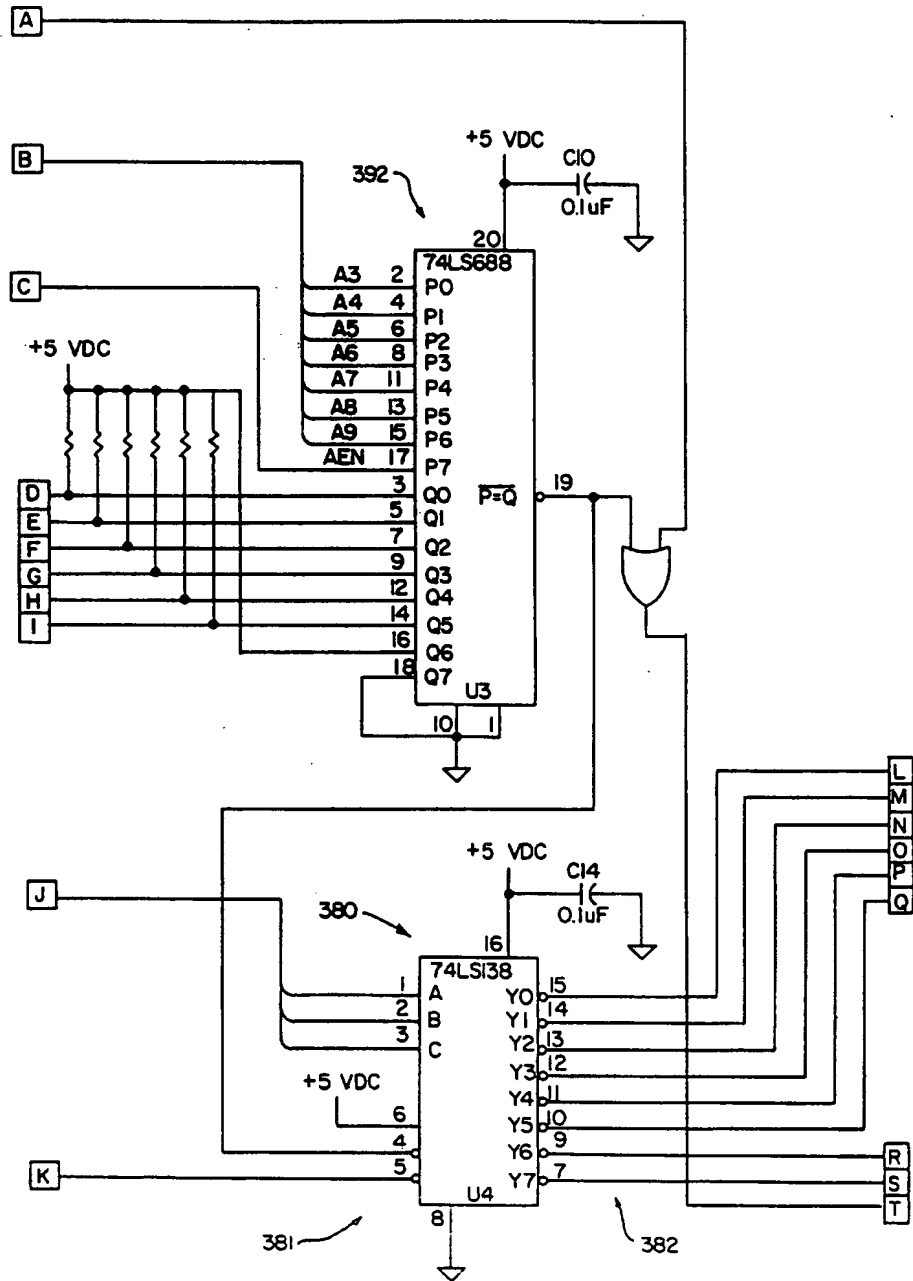 A
B
C
+5 VDC
C10
0.1uF
392
20
74LS688
A3 2 P0
A4 4 P1
A5 6 P2
A6 8 P3
A7 11 P4
A8 13 P5
A9 15 P6
AEN 17 P7
+5 VDC
P=Q 19
D 3 Q0
E 5 Q1
F 7 Q2
G 9 Q3
H 12 Q4
I 14 Q5
16 Q6
18 Q7
U3
10 1
L
M
N
O
P
Q
+5 VDC
C14
0.1uF
J
380
16
74LS138
1 A Y0 15
2 B Y1 14
3 C Y2 13
Y3 12
+5 VDC
6 Y4 11
4 Y5 10
5 Y6 9
Y7 7
K
R
S
T
U4
8
381
382